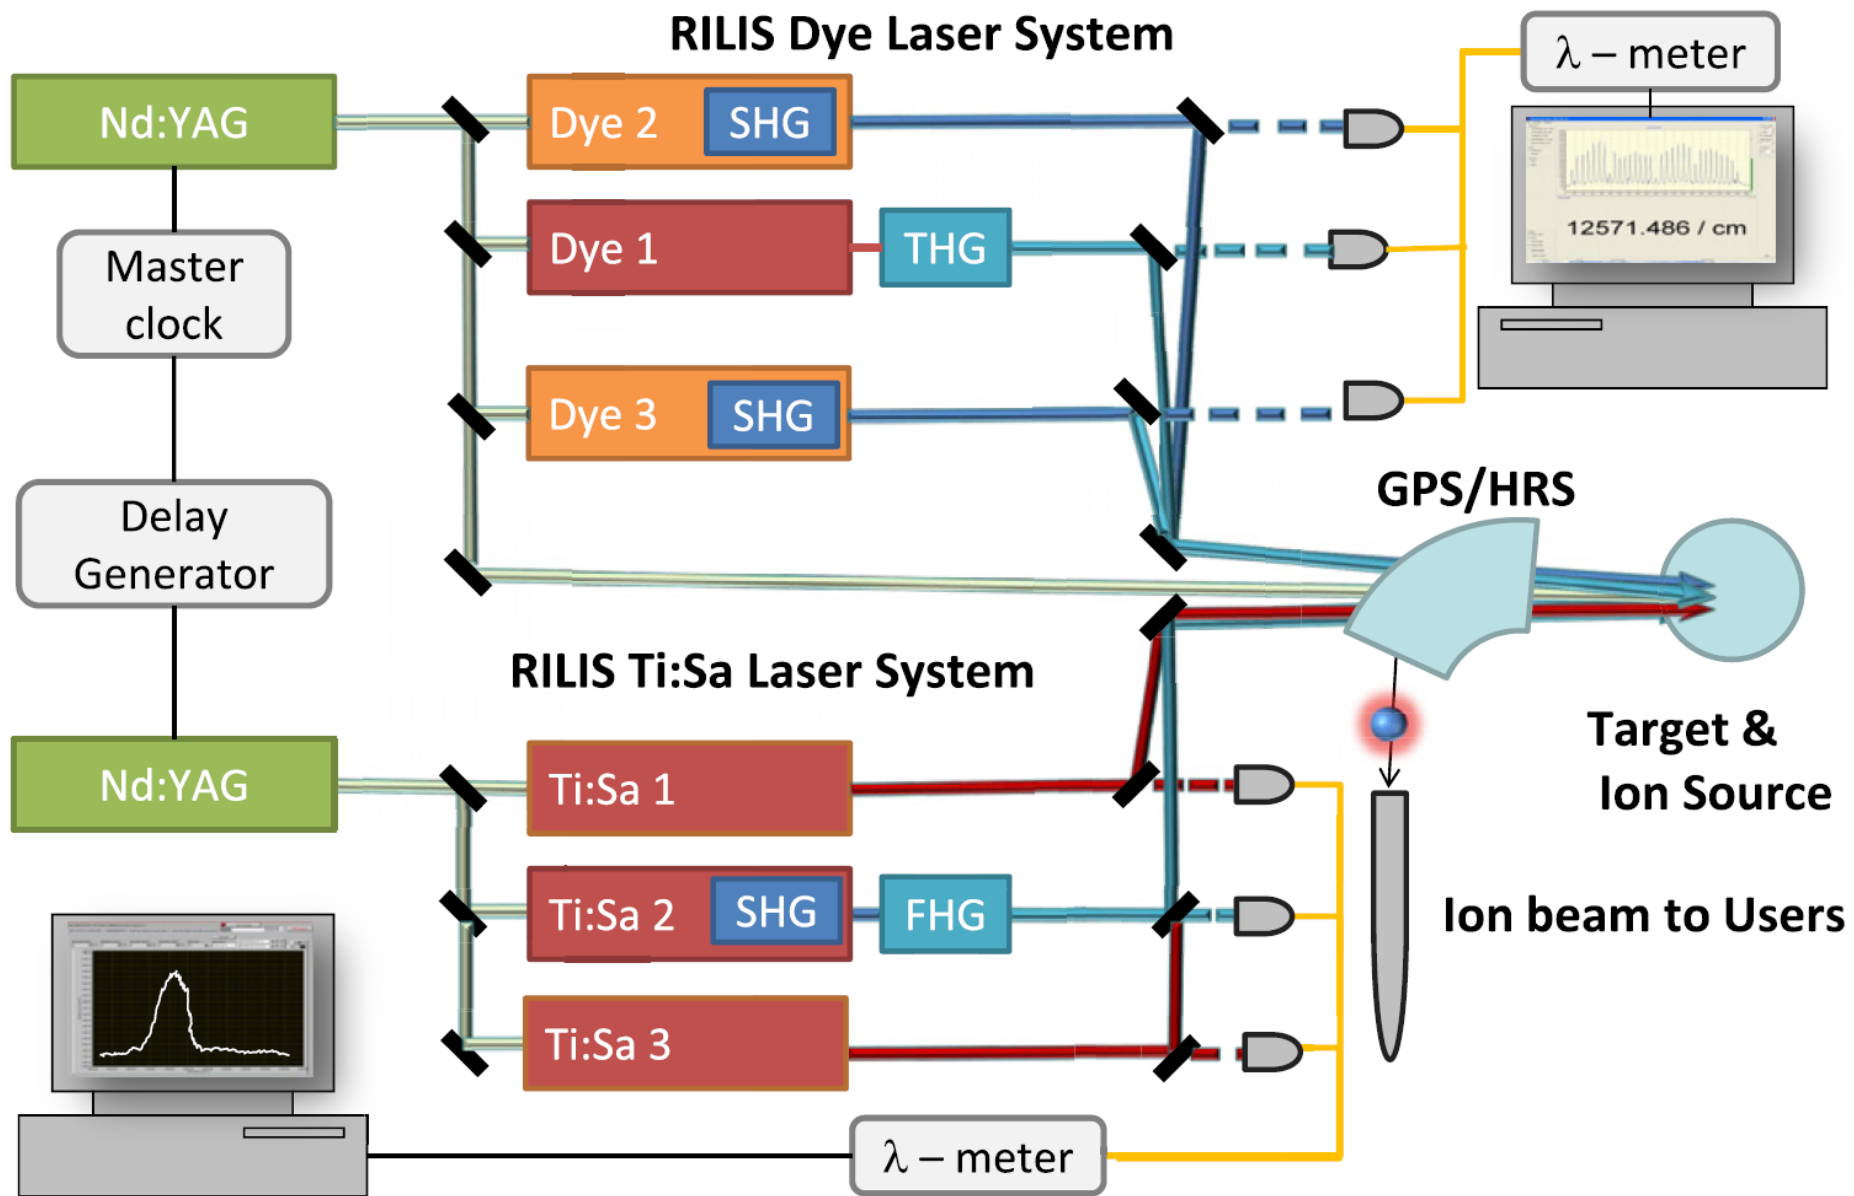 RILIS Dye Laser System
λ – meter
Nd:YAG
Dye 2
SHG
12571.486 / cm
Dye 1
THG
Master
clock
Dye 3
SHG
GPS/HRS
Delay
Generator
RILIS Ti:Sa Laser System
Target &
Ion Source
Nd:YAG
Ti:Sa 1
Ti:Sa 2
SHG
FHG
Ion beam to Users
Ti:Sa 3
λ – meter